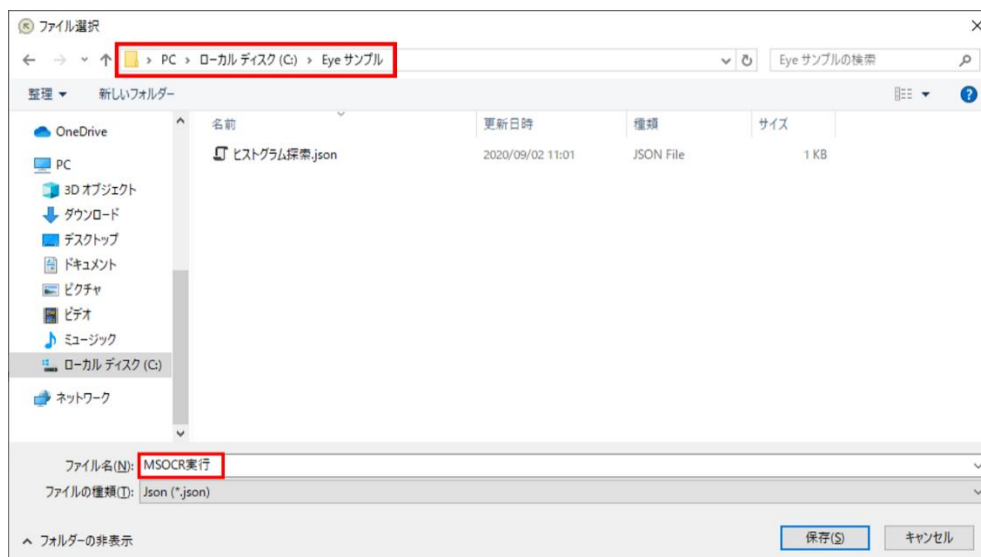 ファイル選択
PC › ローカル ディスク (C:) › Eye サンプル
Eye サンプルの検索
整理
新しいフォルダー
名前 更新日時 種類 サイズ
ヒストグラム探索.json 2020/09/02 11:01 JSON File 1 KB
OneDrive
PC
3D オブジェクト
ダウンロード
デスクトップ
ドキュメント
ピクチャ
ビデオ
ミュージック
ローカル ディスク (C:)
ネットワーク
ファイル名(N): MSOCR実行
ファイルの種類(T): Json (*.json)
フォルダーの非表示
保存(S) キャンセル